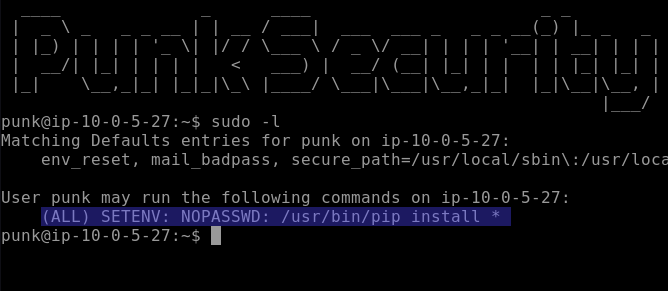 PunkSecurity
punk@ip-10-0-5-27:~$ sudo -l
Matching Defaults entries for punk on ip-10-0-5-27:
    env_reset, mail_badpass, secure_path=/usr/local/sbin\:/usr/loca
User punk may run the following commands on ip-10-0-5-27:
    (ALL) SETENV: NOPASSWD: /usr/bin/pip install *
punk@ip-10-0-5-27:~$